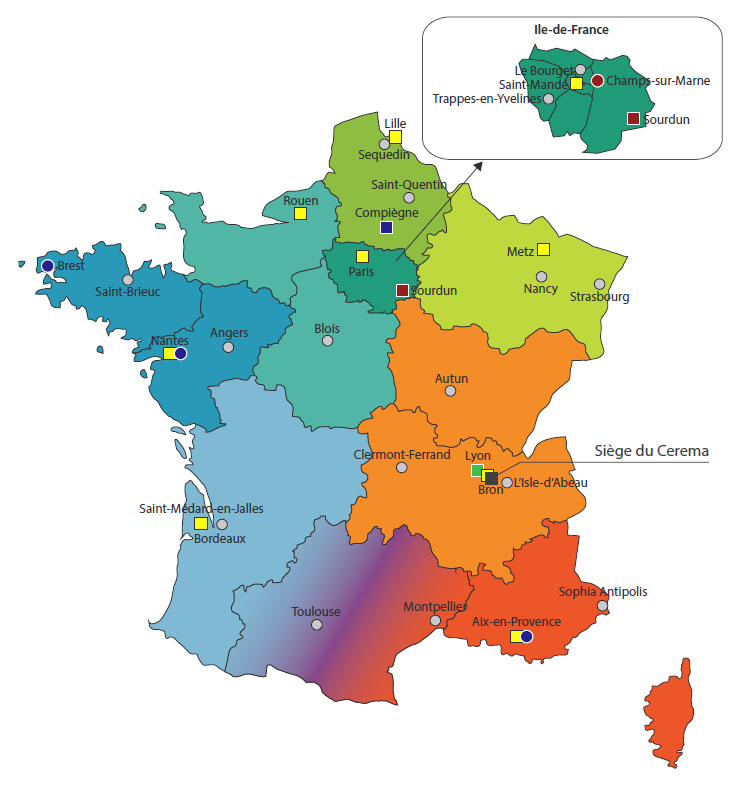 Ile-de-France
Le Bourget
Saint-Mandé
Champs-sur-Marne
Trappes-en-Yvelines
Sourdun
Lille
Sequedin
Saint-Quentin
Rouen
Compiègne
Metz
Paris
Brest
Nancy
Saint-Brieuc
Sourdun
Strasbourg
Blois
Angers
Nantes
Autun
Siège du Cerema
Clermont-Ferrand
Lyon
L'Isle-d'Abeau
Bron
Saint-Médard-en-Jalles
Bordeaux
Sophia Antipolis
Montpellier
Toulouse
Aix-en-Provence